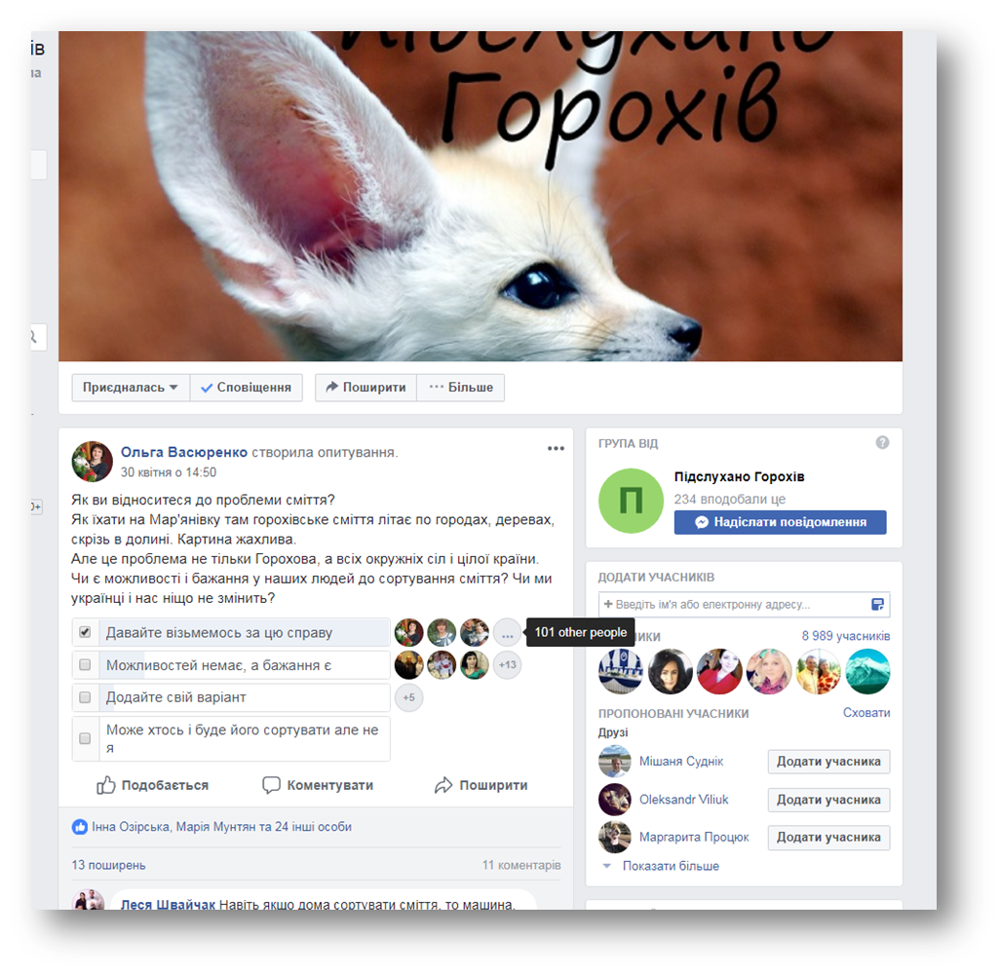 ів
ла
Підслухано
Горохів
Приєдналась
Сповіщення
Поширити
Більше
Ольга Васюренко створила опитування.
30 квітня о 14:50
Як ви відноситеся до проблеми сміття?
Як їхати на Мар'янівку там горохівське сміття літає по городах, деревах,
скрізь в долині. Картина жахлива.
Але це проблема не тільки Горохова, а всіх окружніх сіл і цілої країни.
Чи є можливості і бажання у наших людей до сортування сміття? Чи ми
українці і нас ніщо не змінить?
Давайте візьмемось за цю справу
...
101 other people
Можливостей немає, а бажання є
+13
Додайте свій варіант
+5
Може хтось і буде його сортувати але не
я
Подобається
Коментувати
Поширити
Інна Озірська, Марія Мунтян та 24 інші особи
13 поширень
11 коментарів
Леся Швайчак Навіть якщо дома сортувати сміття, то машина,
0+
ГРУПА ВІД
?
П
Підслухано Горохів
234 вподобали це
Надіслати повідомлення
ДОДАТИ УЧАСНИКІВ
+ Введіть ім'я або електронну адресу...
НИКИ
8 989 учасників
ПРОПОНОВАНІ УЧАСНИКИ
Сховати
Друзі
Мішаня Суднік
Додати учасника
Oleksandr Viliuk
Додати учасника
Маргарита Процюк
Додати учасника
Показати більше